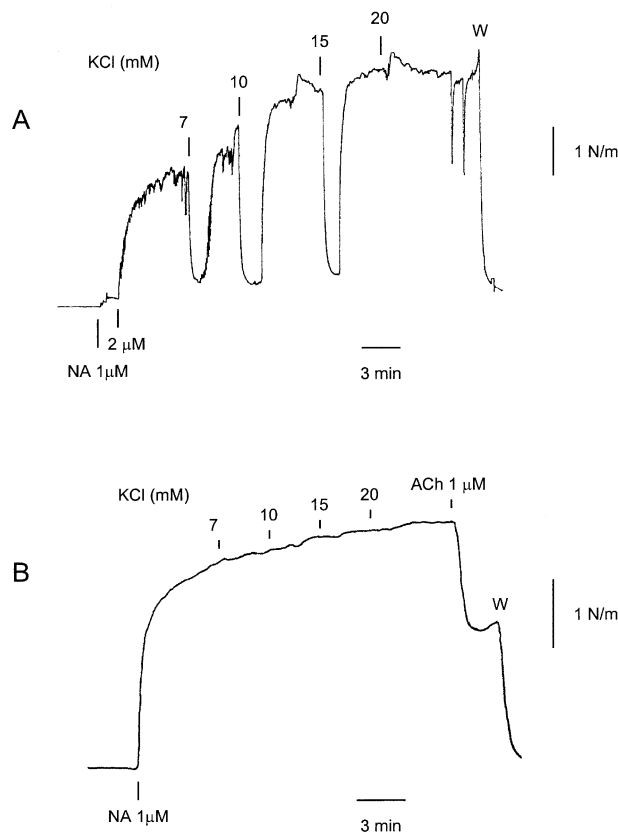 20
W
KCl (mM)
15
10
7
A
1 N/m
2 μM
NA 1μM
3 min
KCl (mM)
ACh 1 μM
20
15
10
7
B
W
1 N/m
NA 1μM
3 min